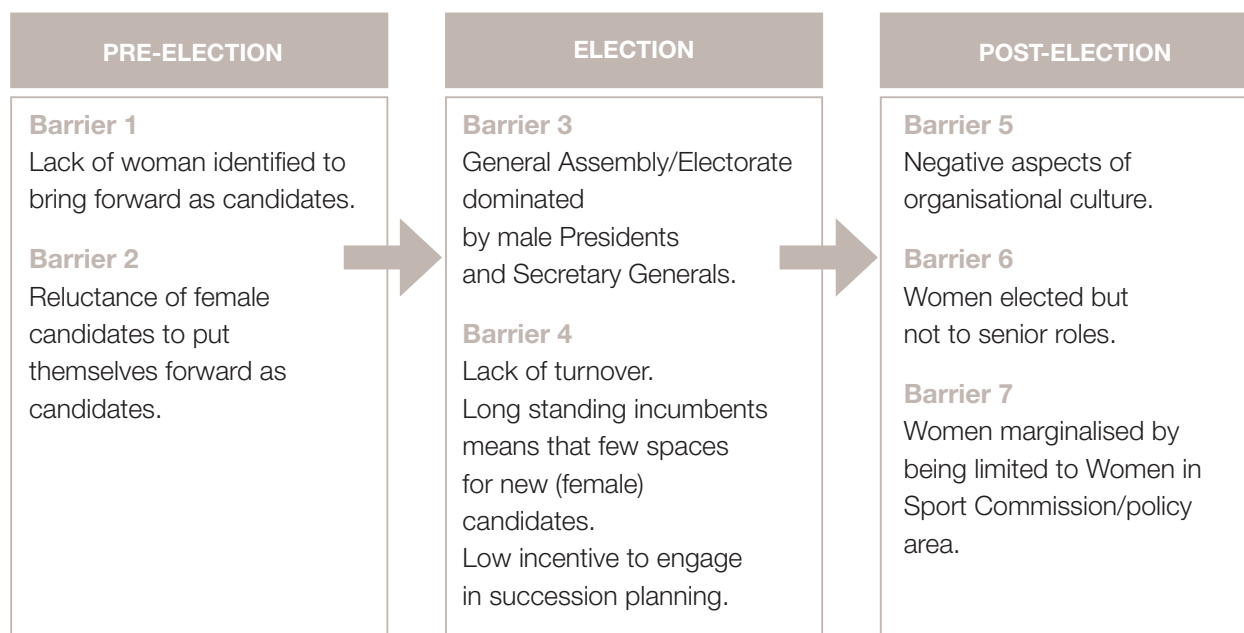 PRE-ELECTION
Barrier 1
Lack of woman identified to
bring forward as candidates.
Barrier 2
Reluctance of female
candidates to put
themselves forward as
candidates.
ELECTION
Barrier 3
General Assembly/Electorate
dominated
by male Presidents
and Secretary Generals.
Barrier 4
Lack of turnover.
Long standing incumbents
means that few spaces
for new (female)
candidates.
Low incentive to engage
in succession planning.
POST-ELECTION
Barrier 5
Negative aspects of
organisational culture.
Barrier 6
Women elected but
not to senior roles.
Barrier 7
Women marginalised by
being limited to Women in
Sport Commission/policy
area.